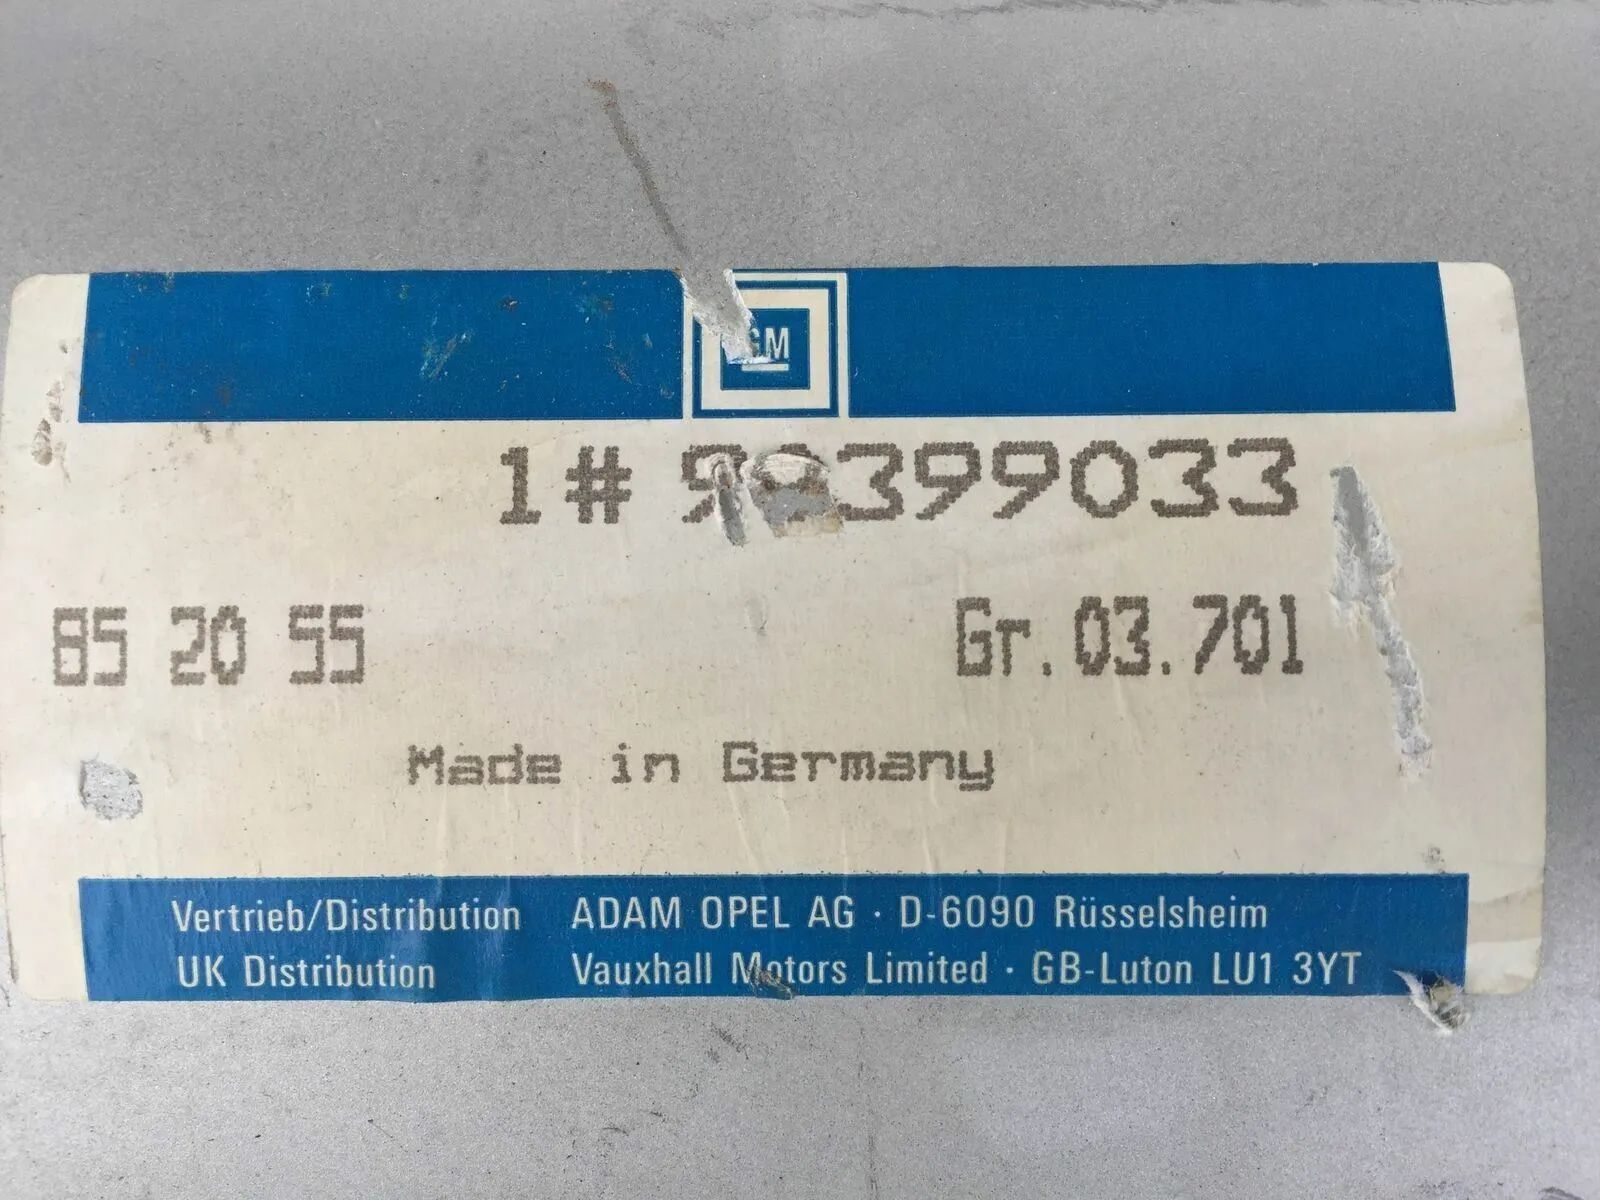 GM
1# 90399033
85 20 55
Gr. 03.701
Made in Germany
Vertrieb/Distribution ADAM OPEL AG · D-6090 Rüsselsheim
UK Distribution Vauxhall Motors Limited · GB-Luton LU1 3YT